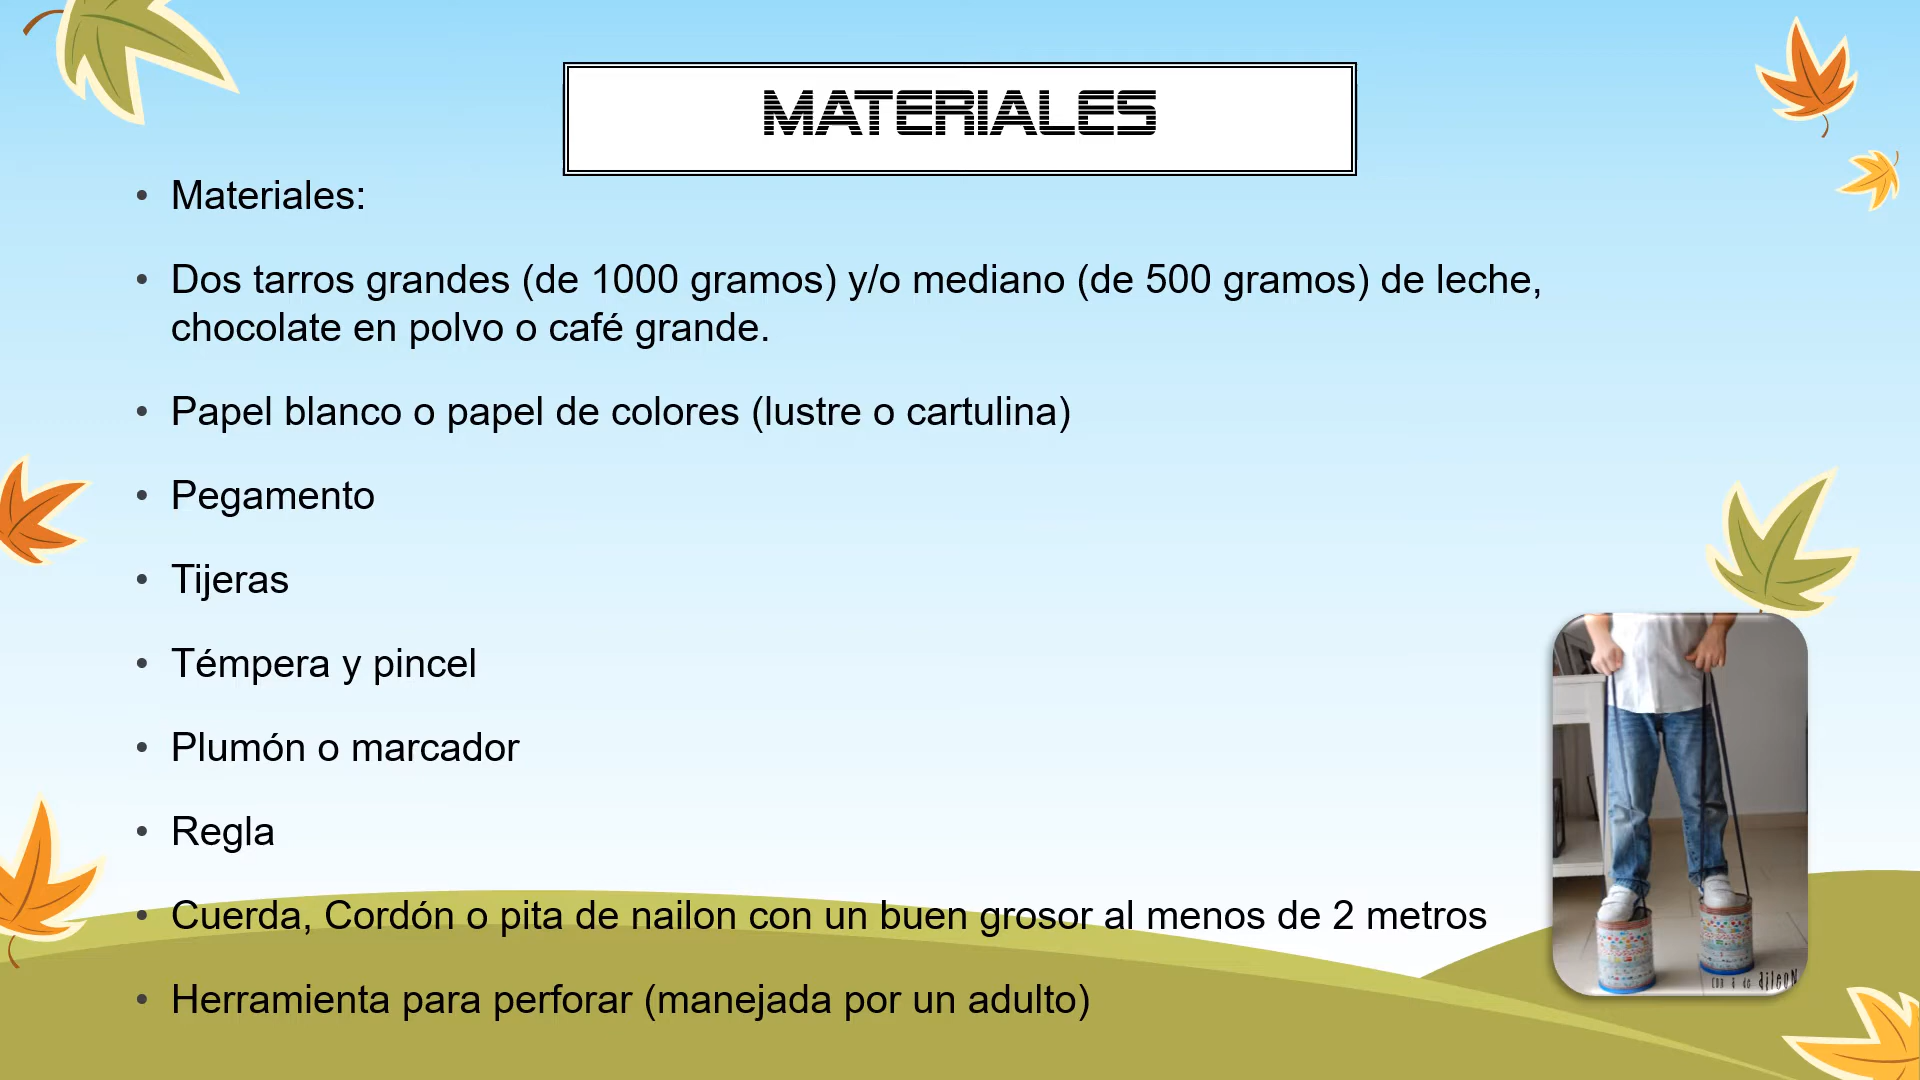 MATERIALES
• Materiales:
• Dos tarros grandes (de 1000 gramos) y/o mediano (de 500 gramos) de leche,
chocolate en polvo o café grande.
• Papel blanco o papel de colores (lustre o cartulina)
• Pegamento
• Tijeras
• Témpera y pincel
• Plumón o marcador
• Regla
• Cuerda, Cordón o pita de nailon con un buen grosor al menos de 2 metros
• Herramienta para perforar (manejada por un adulto)